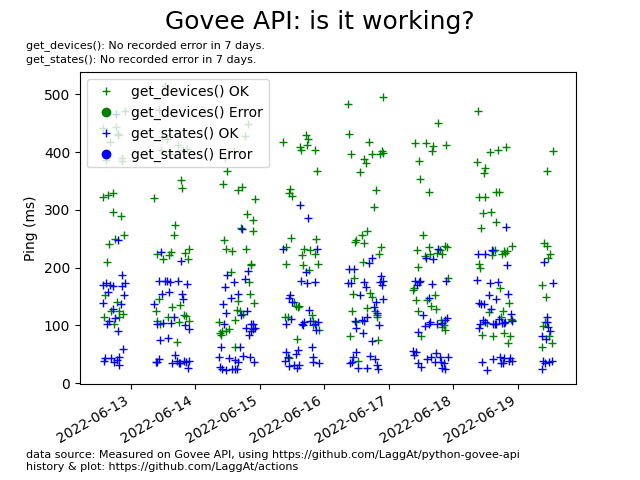 Govee API: is it working?
get_devices(): No recorded error in 7 days.
get_states(): No recorded error in 7 days.
get_devices() OK
get_devices() Error
get_states() OK
get_states() Error
Ping (ms)
500
400
300
200
100
0
2022-06-13
2022-06-14
2022-06-15
2022-06-16
2022-06-17
2022-06-18
2022-06-19
data source: Measured on Govee API, using https://github.com/LaggAt/python-govee-api
history & plot: https://github.com/LaggAt/actions